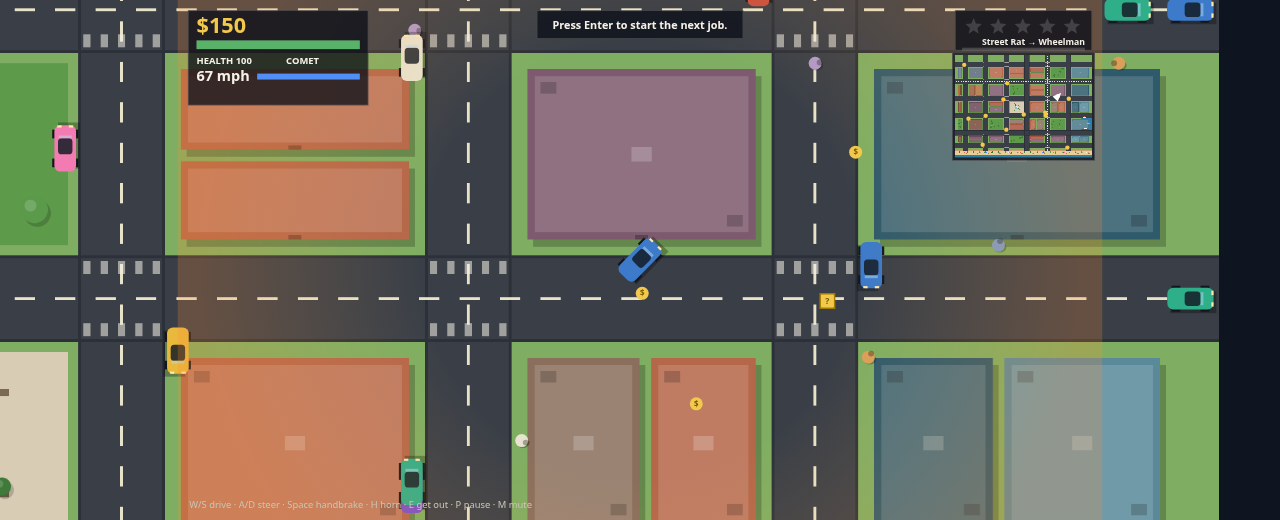 $150
HEALTH 100 COMET
67 mph
Press Enter to start the next job.
Street Rat → Wheelman
$
$
?
$
W/S drive · A/D steer · Space handbrake · H horn · E get out · P pause · M mute